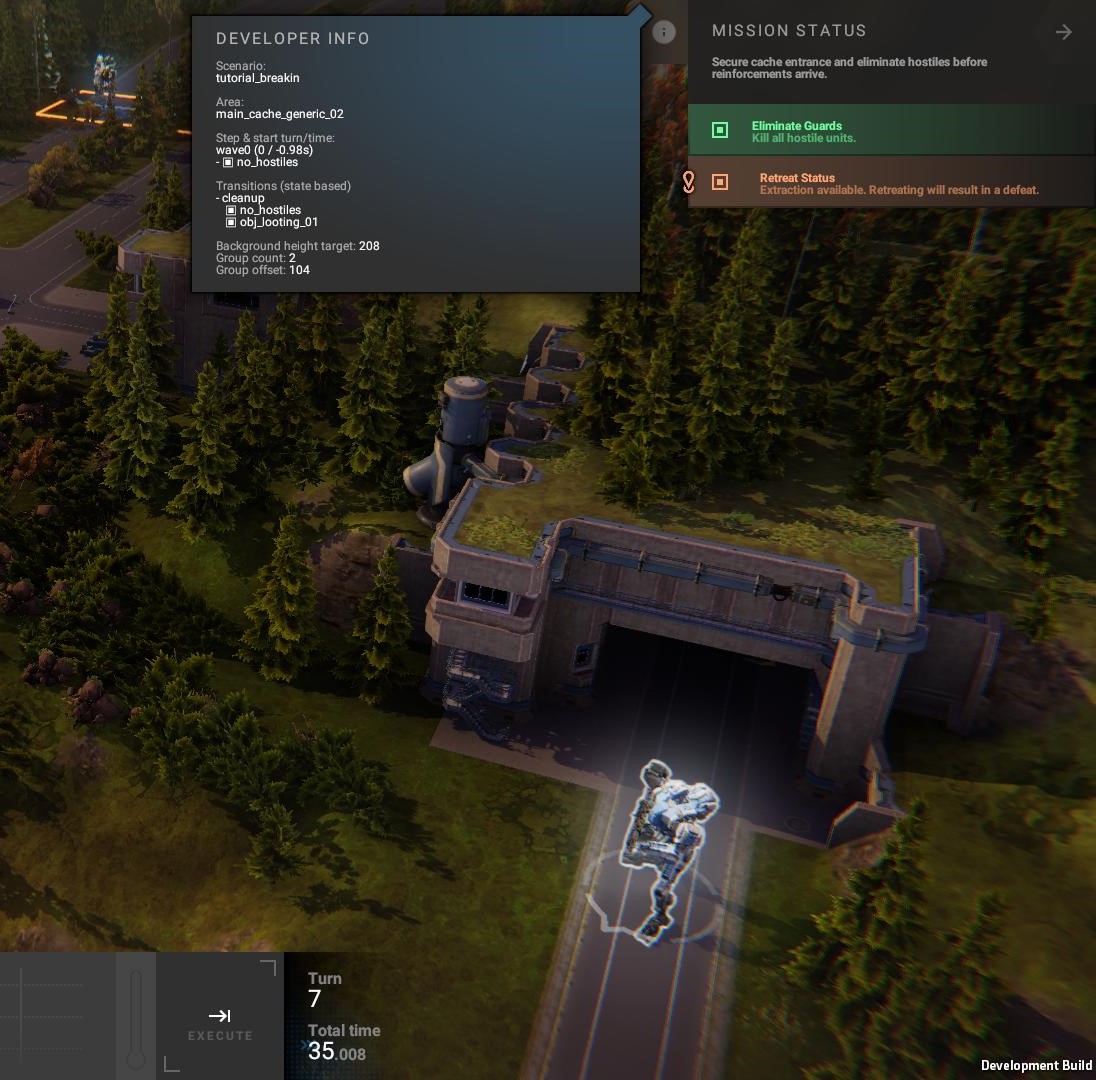 DEVELOPER INFO
Scenario:
tutorial_breakin
Area:
main_cache_generic_02
Step & start turn/time:
wave0 (0 / -0.98s)
- no_hostiles
Transitions (state based)
- cleanup
no_hostiles
obj_looting_01
Background height target: 208
Group count: 2
Group offset: 104
MISSION STATUS
Secure cache entrance and eliminate hostiles before
reinforcements arrive.
Eliminate Guards
Kill all hostile units.
Retreat Status
Extraction available. Retreating will result in a defeat.
EXECUTE
Turn
7
Total time
35.008
Development Build